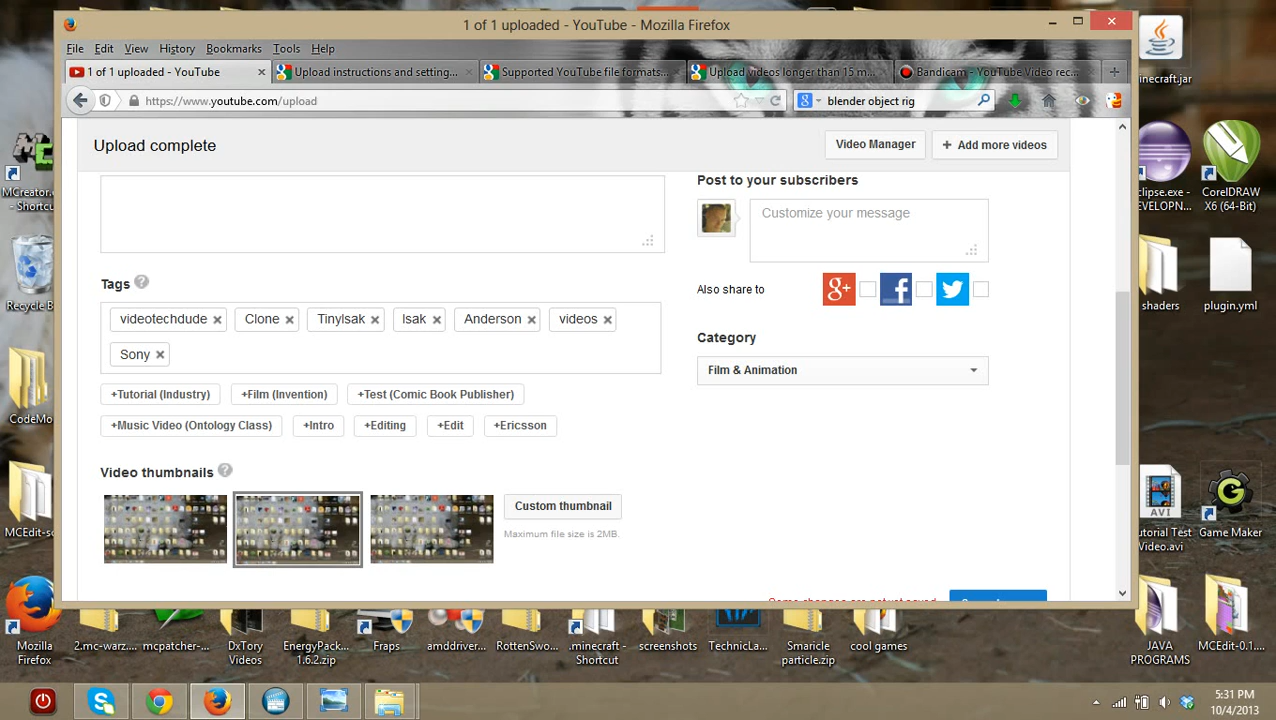 1 of 1 uploaded - YouTube - Mozilla Firefox
File Edit View History Bookmarks Tools Help
1 of 1 uploaded - YouTube
Upload instructions and setting...
Supported YouTube file formats...
Upload videos longer than 15 m...
Bandicam - YouTube Video rec...
https://www.youtube.com/upload
blender object rig
Upload complete
Video Manager
+ Add more videos
Post to your subscribers
Customize your message
Tags ?
videotechdude Clone TinyIsak Isak Anderson videos
Sony
Also share to
g+ f
Category
Film & Animation
+Tutorial (Industry) +Film (Invention) +Test (Comic Book Publisher)
+Music Video (Ontology Class) +Intro +Editing +Edit +Ericsson
Video thumbnails ?
Custom thumbnail
Maximum file size is 2MB.
MCreator.
- Shortcu
Recycle B
CodeMo
MCEdit-so
Mozilla
Firefox
2.mc-warz....
mcpatcher-...
DxTory
Videos
EnergyPack...
1.6.2.zip
Fraps
amddriver...
RottenSwo...
.minecraft -
Shortcut
screenshots
TechnicLa...
Smaricle
particle.zip
cool games
inecraft.jar
clipse.exe -
EVELOPN...
CorelDRAW
X6 (64-Bit)
shaders
plugin.yml
AVI
utorial Test
Video.avi
Game Maker
JAVA
PROGRAMS
MCEdit-0.1....
5:31 PM
10/4/2013